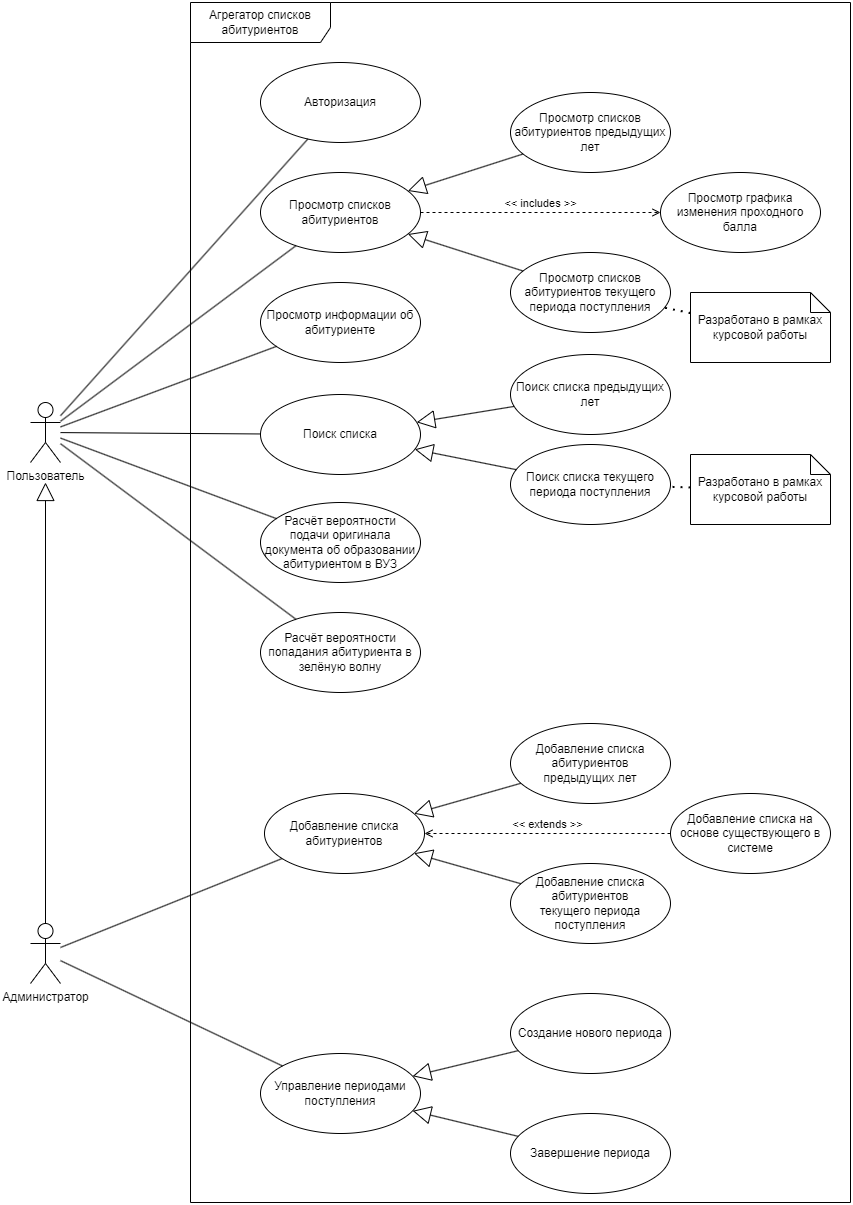 Агрегатор списков
абитуриентов
Авторизация
Просмотр списков
абитуриентов предыдущих
лет
Просмотр списков
абитуриентов
<< includes >>
Просмотр графика
изменения проходного
балла
Просмотр списков
абитуриентов текущего
периода поступления
Разработано в рамках
курсовой работы
Просмотр информации об
абитуриенте
Поиск списка предыдущих
лет
Поиск списка
Поиск списка текущего
периода поступления
Разработано в рамках
курсовой работы
Пользователь
Расчёт вероятности
подачи оригинала
документа об образовании
абитуриентом в ВУЗ
Расчёт вероятности
попадания абитуриента в
зелёную волну
Добавление списка
абитуриентов
предыдущих лет
Добавление списка
абитуриентов
<< extends >>
Добавление списка на
основе существующего в
системе
Добавление списка
абитуриентов
текущего периода
поступления
Администратор
Создание нового периода
Управление периодами
поступления
Завершение периода